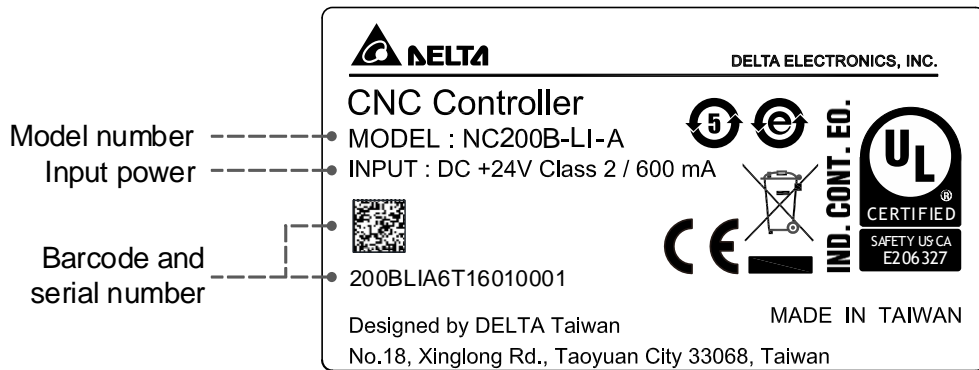 DELTA
DELTA ELECTRONICS, INC.
CNC Controller
Model number
MODEL : NC200B-LI-A
Input power
INPUT : DC +24V Class 2 / 600 mA
5
e
IND. CONT. EQ.
UL
®
CERTIFIED
SAFETY US·CA
E206327
CE
Barcode and
serial number
200BLIA6T16010001
MADE IN TAIWAN
Designed by DELTA Taiwan
No.18, Xinglong Rd., Taoyuan City 33068, Taiwan